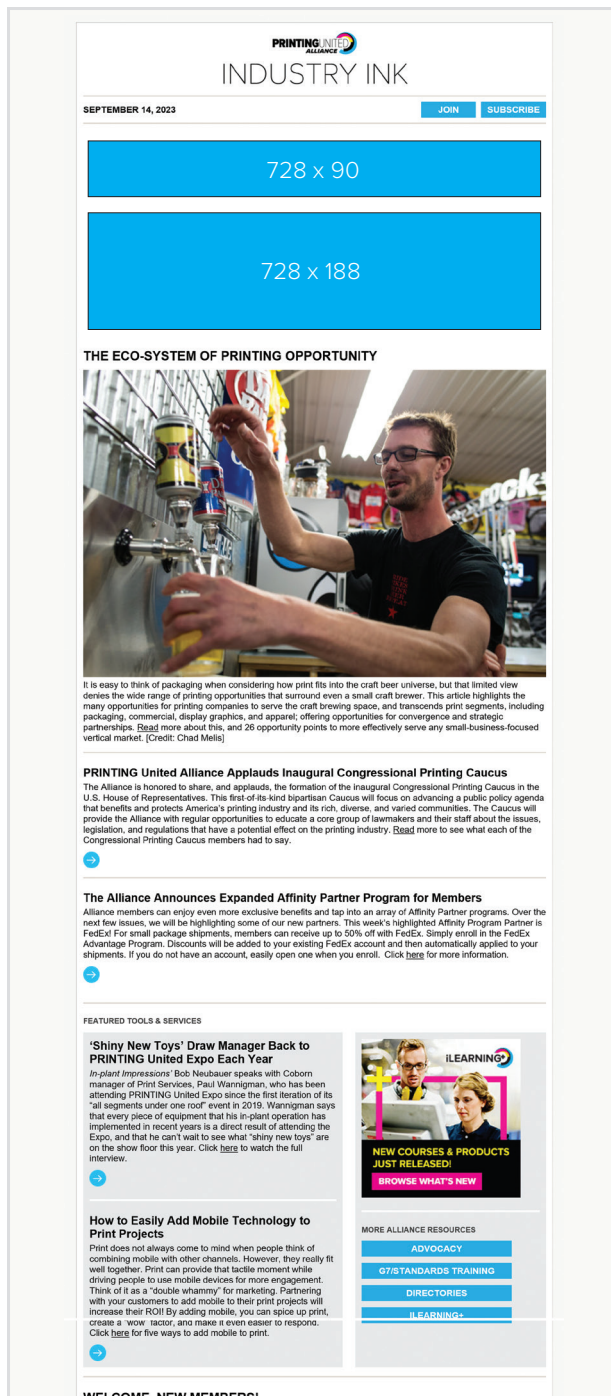 PRINTING UNITED
ALLIANCE
INDUSTRY INK
SEPTEMBER 14, 2023
JOIN
SUBSCRIBE
728 x 90
728 x 188
THE ECO-SYSTEM OF PRINTING OPPORTUNITY
rock
It is easy to think of packaging when considering how print fits into the craft beer universe, but that limited view
denies the wide range of printing opportunities that surround even a small craft brewer. This article highlights the
many opportunities for printing companies to serve the craft brewing space, and transcends print segments, including
packaging, commercial, display graphics, and apparel; offering opportunities for convergence and strategic
partnerships. Read more about this, and 26 opportunity points to more effectively serve any small-business-focused
vertical market. [Credit: Chad Melis]
PRINTING United Alliance Applauds Inaugural Congressional Printing Caucus
The Alliance is honored to share, and applauds, the formation of the inaugural Congressional Printing Caucus in the
U.S. House of Representatives. This first-of-its-kind bipartisan Caucus will focus on advancing a public policy agenda
that benefits and protects America's printing industry and its rich, diverse, and varied communities. The Caucus will
provide the Alliance with regular opportunities to educate a core group of lawmakers and their staff about the issues,
legislation, and regulations that have a potential effect on the printing industry. Read more to see what each of the
Congressional Printing Caucus members had to say.
The Alliance Announces Expanded Affinity Partner Program for Members
Alliance members can enjoy even more exclusive benefits and tap into an array of Affinity Partner programs. Over the
next few issues, we will be highlighting some of our new partners. This week's highlighted Affinity Program Partner is
FedEx! For small package shipments, members can receive up to 50% off with FedEx. Simply enroll in the FedEx
Advantage Program. Discounts will be added to your existing FedEx account and then automatically applied to your
shipments. If you do not have an account, easily open one when you enroll. Click here for more information.
FEATURED TOOLS & SERVICES
'Shiny New Toys' Draw Manager Back to
PRINTING United Expo Each Year
In-plant Impressions' Bob Neubauer speaks with Coborn
manager of Print Services, Paul Wannigman, who has been
attending PRINTING United Expo since the first iteration of its
"all segments under one roof" event in 2019. Wannigman says
that every piece of equipment that his in-plant operation has
implemented in recent years is a direct result of attending the
Expo, and that he can't wait to see what "shiny new toys" are
on the show floor this year. Click here to watch the full
interview.
How to Easily Add Mobile Technology to
Print Projects
Print does not always come to mind when people think of
combining mobile with other channels. However, they really fit
well together. Print can provide that tactile moment while
driving people to use mobile devices for more engagement.
Think of it as a "double whammy" for marketing. Partnering
with your customers to add mobile to their print projects will
increase their ROI! By adding mobile, you can spice up print,
create a "wow" factor, and make it even easier to respond.
Click here for five ways to add mobile to print.
iLEARNING+
NEW COURSES & PRODUCTS
JUST RELEASED!
BROWSE WHAT'S NEW
MORE ALLIANCE RESOURCES
ADVOCACY
G7/STANDARDS TRAINING
DIRECTORIES
ILEARNING+
WELCOME, NEW MEMBERS!